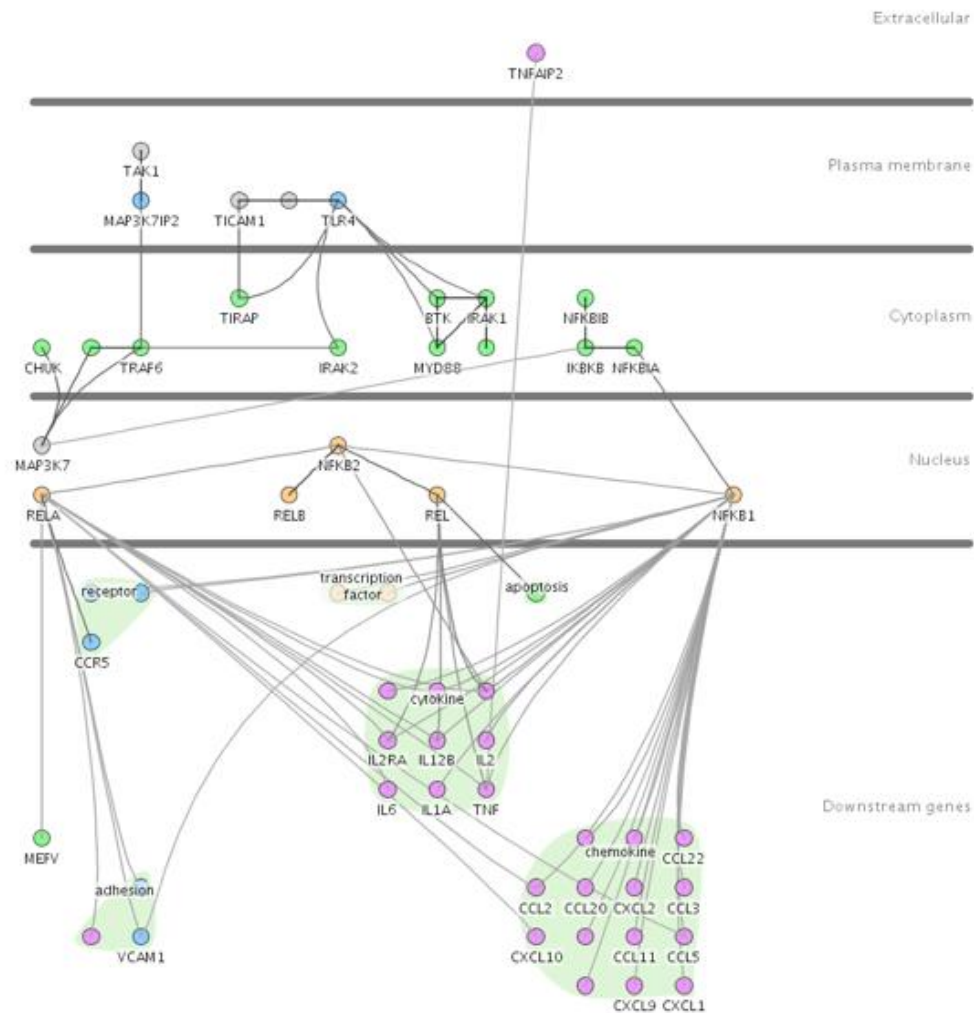 Extracellular
TNFAIP2
TAK1
Plasma membrane
MAP3K7IP2
TICAM1
TLR4
TIRAP
BTK
IRAK1
NFKBIB
Cytoplasm
CHUK
TRAF6
IRAK2
MYD88
IKBKB
NFKBIA
MAP3K7
NFKB2
Nucleus
RELA
RELB
REL
NFKB1
receptor
transcription
factor
apoptosis
CCR5
cytokine
IL2RA
IL12B
IL2
IL6
IL1A
TNF
Downstream genes
MEFV
chemokine
CCL22
adhesion
CCL2
CCL20
CXCL2
CCL3
VCAM1
CXCL10
CCL11
CCL5
CXCL9
CXCL1